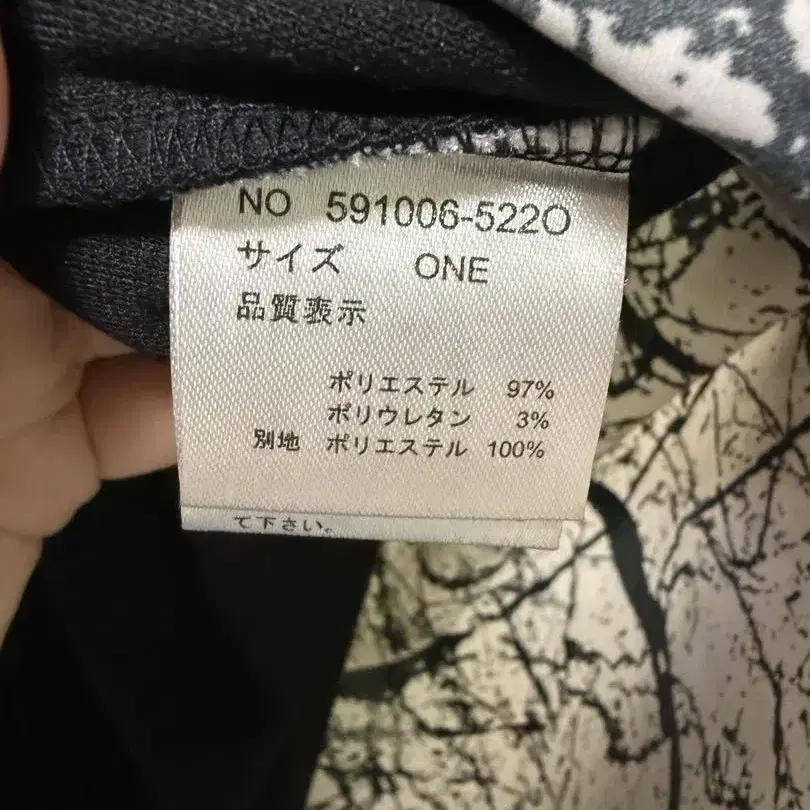 NO 591006-522O
サイズ ONE
品質表示
ポリエステル 97%
ポリウレタン 3%
別地 ポリエステル 100%
て下さい。